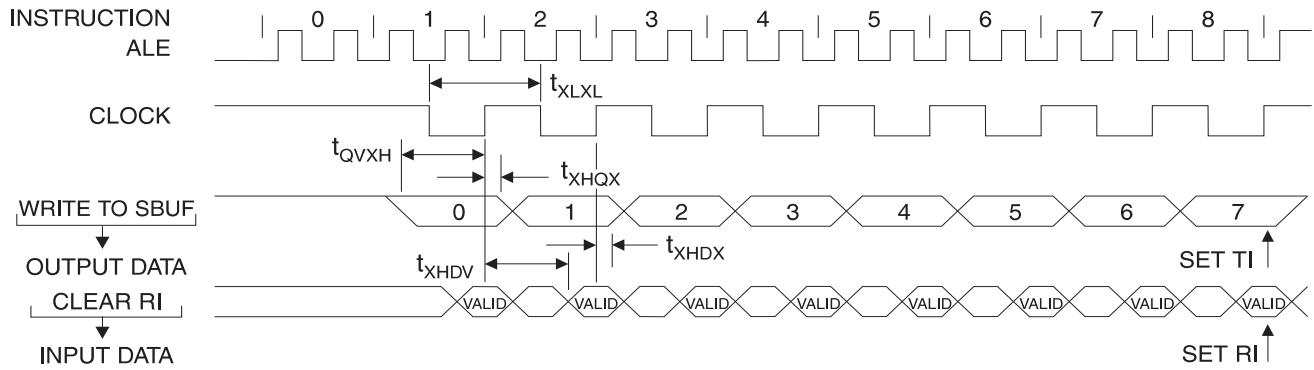 INSTRUCTION 0 1 2 3 4 5 6 7 8
ALE
tXLXL
CLOCK
tQVXH
tXHQX
WRITE TO SBUF 0 1 2 3 4 5 6 7
tXHDX
tXHDV
OUTPUT DATA
SET TI
CLEAR RI VALID VALID VALID VALID VALID VALID VALID VALID
INPUT DATA
SET RI